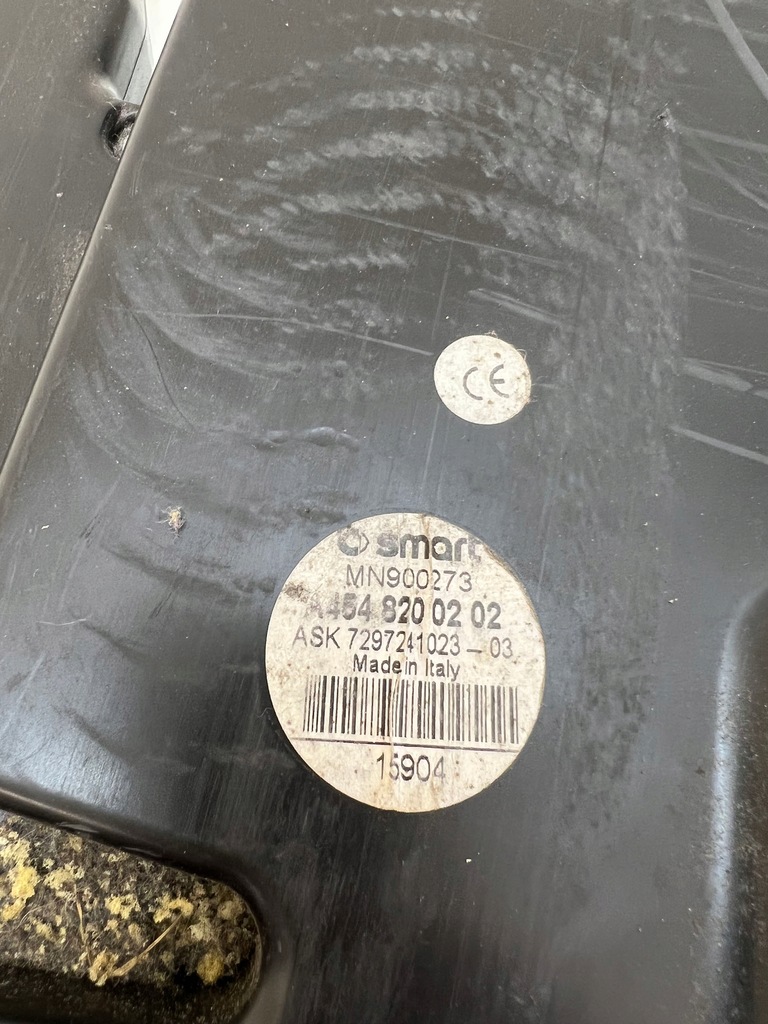 CE
smart
MN900273
A454 820 02 02
ASK 7297241023-03
Made in Italy
15904